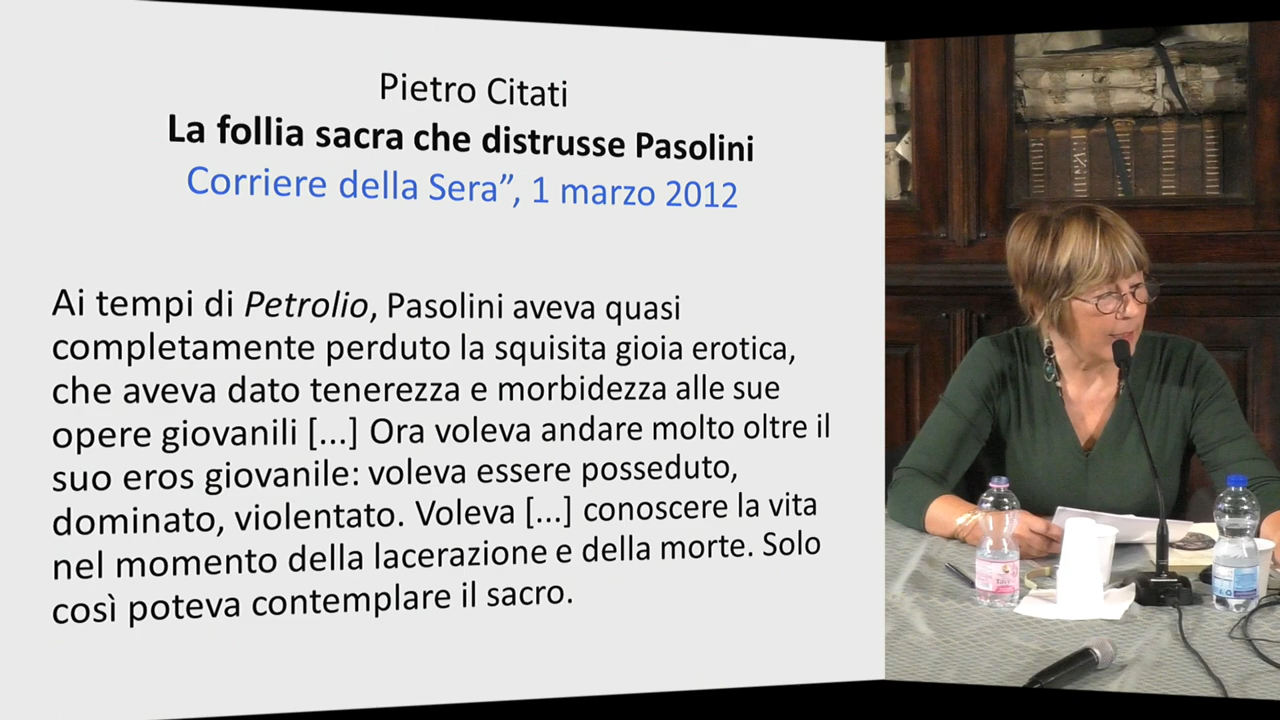 Pietro Citati
La follia sacra che distrusse Pasolini
Corriere della Sera”, 1 marzo 2012
Ai tempi di Petrolio, Pasolini aveva quasi
completamente perduto la squisita gioia erotica,
che aveva dato tenerezza e morbidezza alle sue
opere giovanili [...] Ora voleva andare molto oltre il
suo eros giovanile: voleva essere posseduto,
dominato, violentato. Voleva [...] conoscere la vita
nel momento della lacerazione e della morte. Solo
così poteva contemplare il sacro.